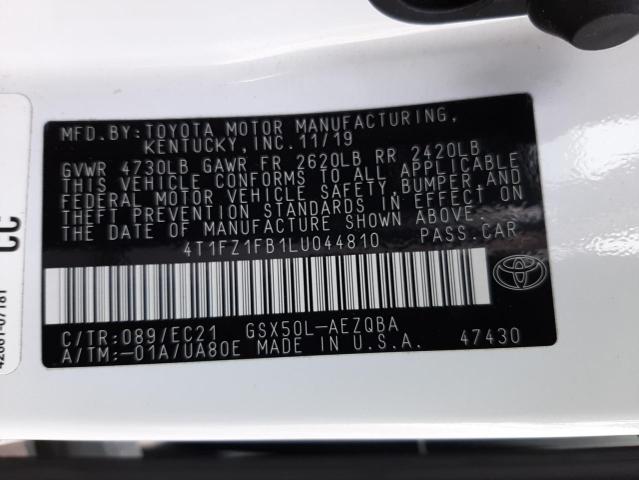 MFD.BY:TOYOTA MOTOR MANUFACTURING,
KENTUCKY,INC.11/19
GVWR 4730LB GAWR FR 2620LB RR 2420LB
THIS VEHICLE CONFORMS TO ALL APPLICABLE
FEDERAL MOTOR VEHICLE SAFETY,BUMPER,AND
THEFT PREVENTION STANDARDS IN EFFECT ON
THE DATE OF MANUFACTURE SHOWN ABOVE.
4T1FZ1FB1LU044810 PASS.CAR
C/TR:089/EC21 GSX50L-AEZQBA
A/TM:-01A/UA80E MADE IN U.S.A. 47430
CC